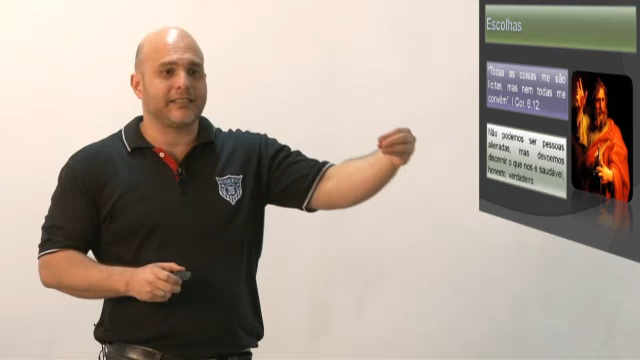 Escolhas
"Todas as coisas me são
lícitas, mas nem todas me
convêm". I Cor. 6:12
Não podemos ser pessoas
alienadas, mas devermos
discernir o que nos é saudável,
honesto, verdadeiro